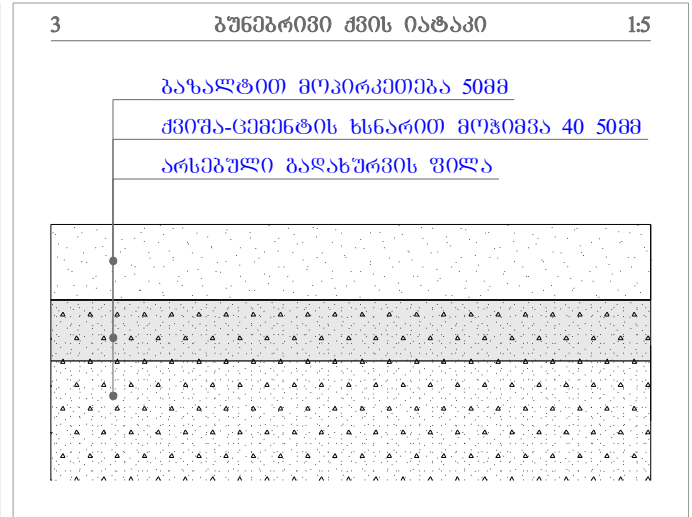 3 ბუნებრივი ქვის იატაკი 1:5
ბაზალტით მოპირკეთება 50მმ
ქვიშა-ცემენტის ხსნარით მოჭიმვა 40 50მმ
არსებული გადახურვის ფილა